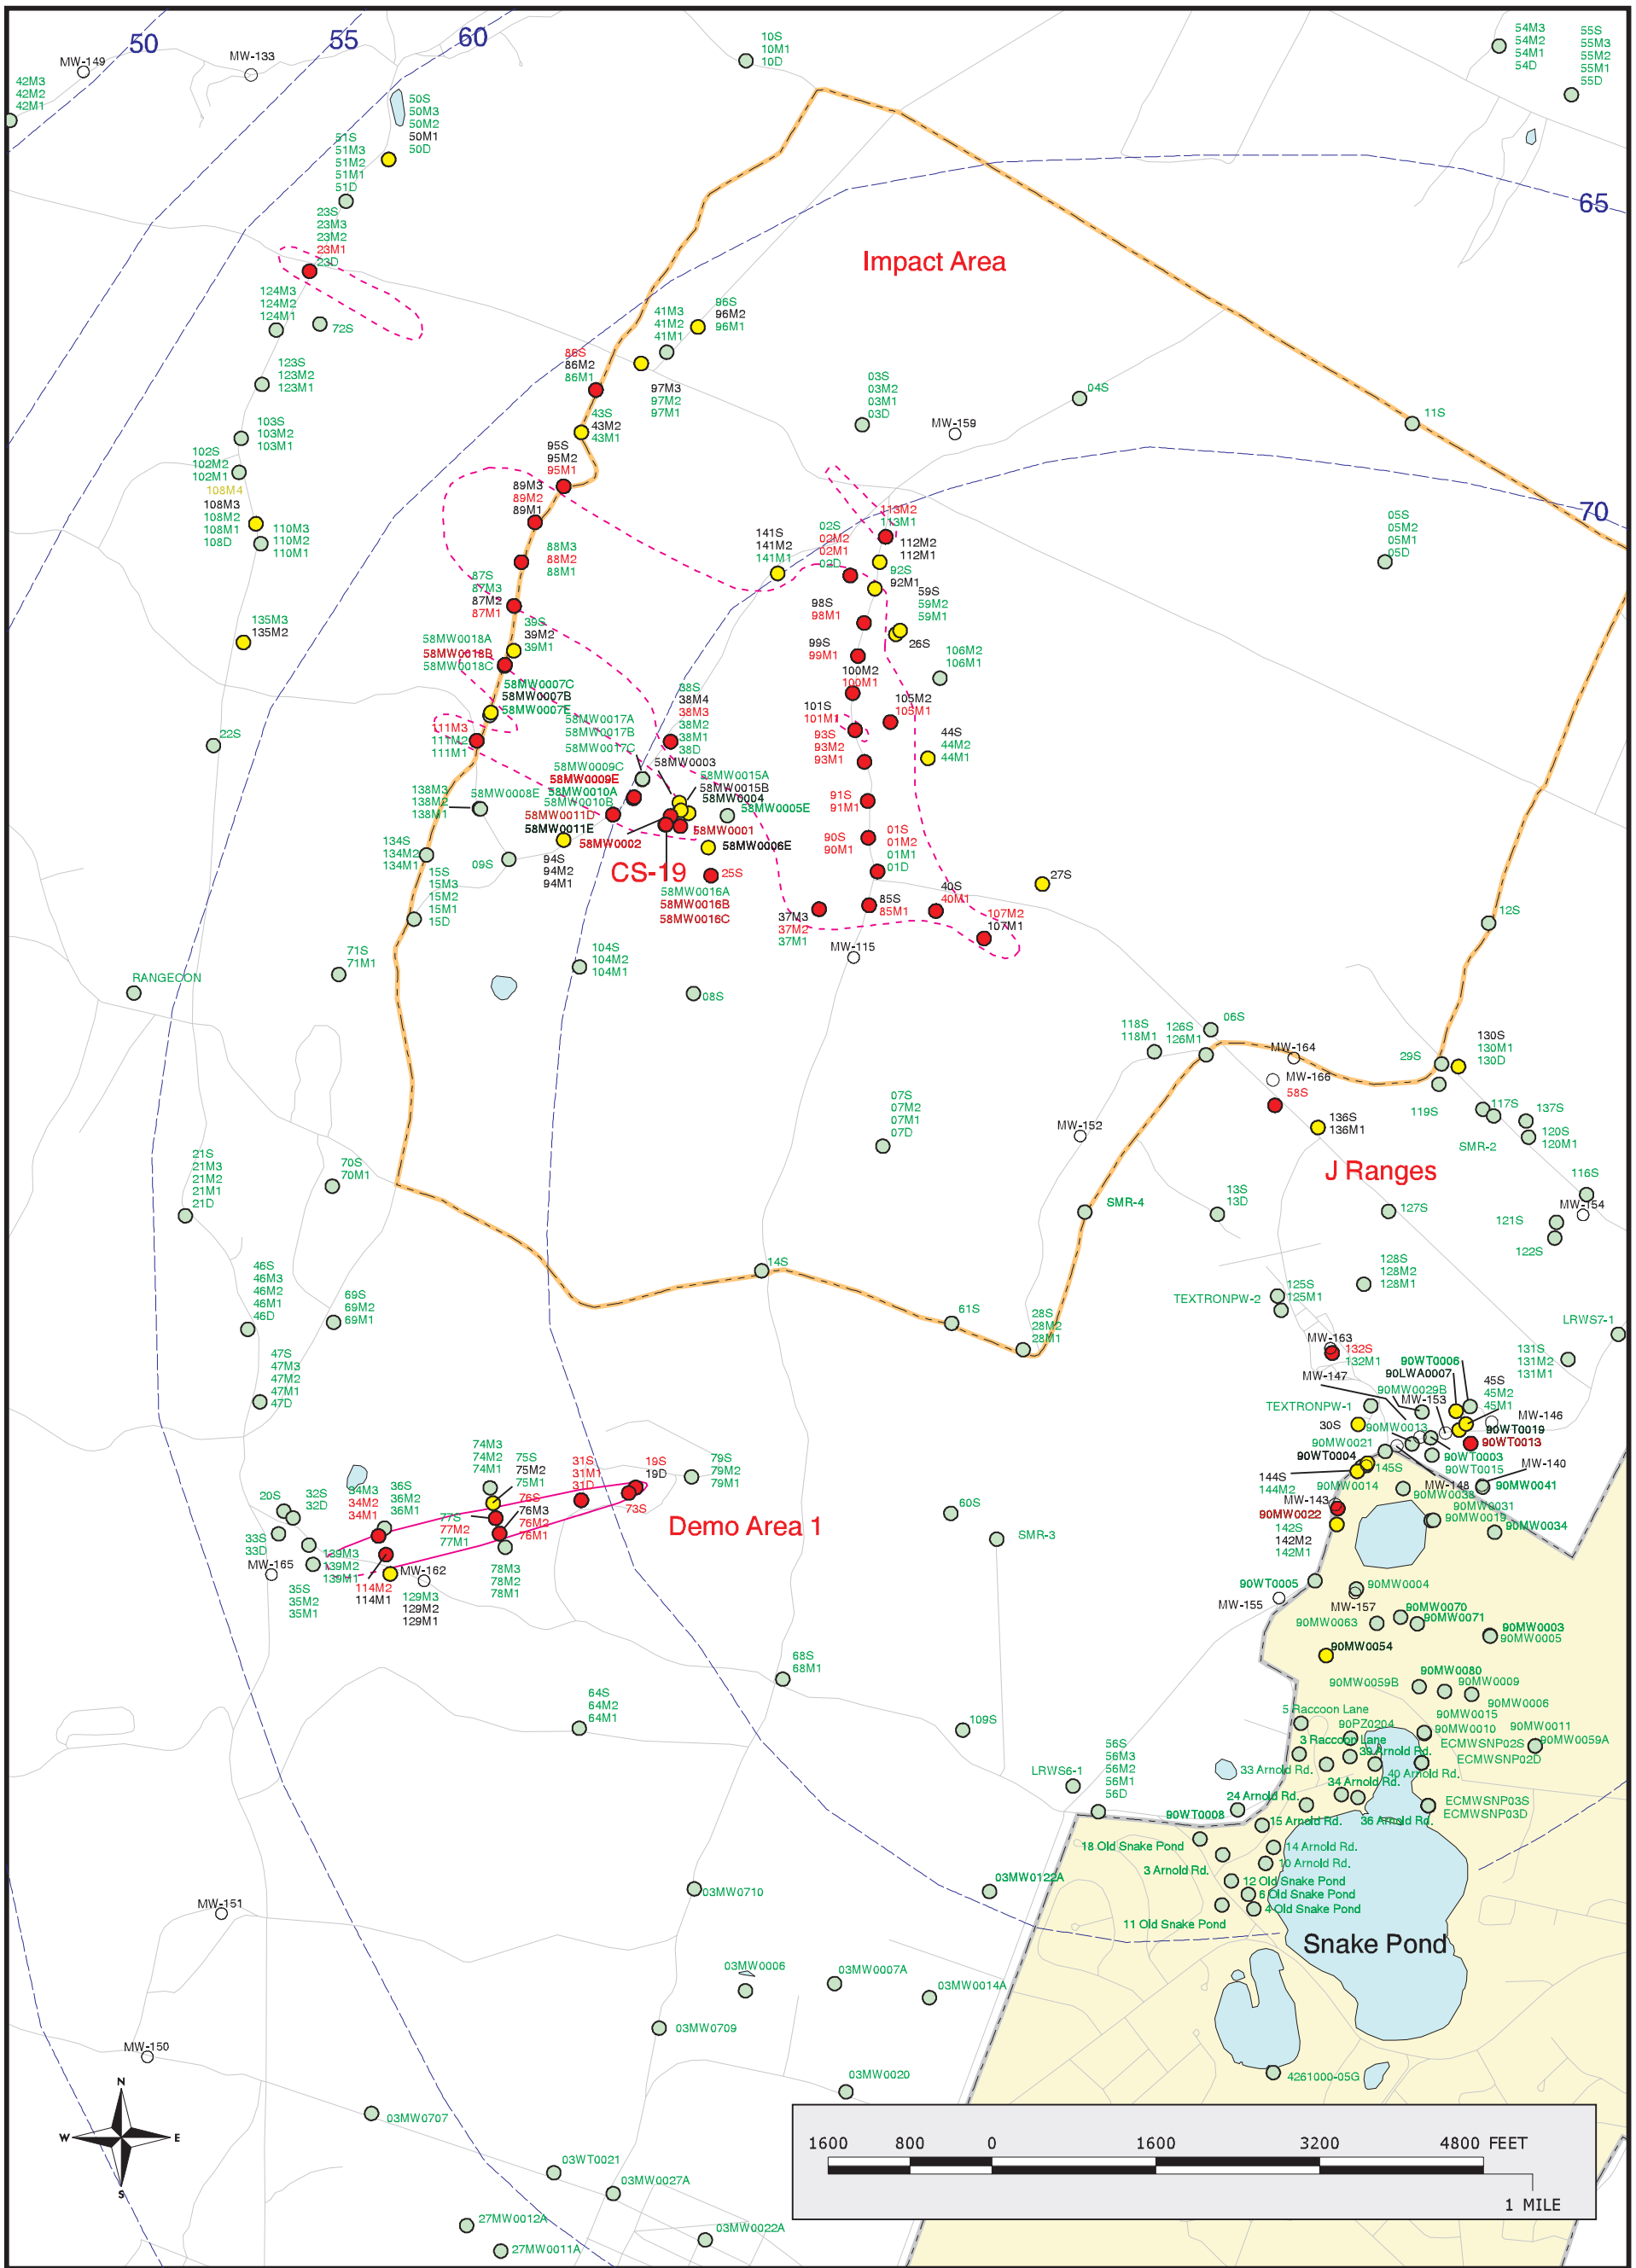 50
55
60
MW-149
MW-133
42M3
42M2
42M1
10S
10M1
10D
54M3
54M2
54M1
54D
55S
55M3
55M2
55M1
55D
50S
50M3
50M2
50M1
50D
51S
51M3
51M2
51M1
51D
65
23S
23M3
23M2
23M1
23D
Impact Area
124M3
124M2
124M1
72S
41M3
41M2
41M1
96S
96M2
96M1
86S
86M2
86M1
97M3
97M2
97M1
123S
123M2
123M1
03S
03M2
03M1
03D
04S
11S
MW-159
43S
43M2
43M1
103S
103M2
103M1
102S
102M2
102M1
95S
95M2
95M1
108M4
108M3
108M2
108M1
108D
89M3
89M2
89M1
110M3
110M2
110M1
70
113M2
113M1
05S
05M2
05M1
05D
141S
141M2
141M1
02S
02M2
02M1
02D
112M2
112M1
88M3
88M2
88M1
92S
92M1
87S
87M3
87M2
87M1
59S
59M2
59M1
98S
98M1
26S
135M3
135M2
39S
39M2
39M1
58MW0018A
58MW0018B
58MW0018C
99S
99M1
106M2
106M1
100M2
100M1
58MW0007C
58MW0007B
58MW0007E
38S
38M4
38M3
38M2
38M1
38D
105M2
105M1
101S
101M1
58MW0017A
58MW0017B
58MW0017C
22S
111M3
111M2
111M1
93S
93M2
93M1
44S
44M2
44M1
58MW0003
58MW0009C
58MW0009E
58MW0010A
58MW0010B
58MW0011D
58MW0011E
58MW0015A
58MW0015B
58MW0004
58MW0005E
138M3
138M2
138M1
58MW0008E
91S
91M1
58MW0001
58MW0002
58MW0006E
90S
90M1
01S
01M2
01M1
01D
134S
134M2
134M1
09S
94S
94M2
94M1
CS-19
25S
27S
15S
15M3
15M2
15M1
15D
58MW0016A
58MW0016B
58MW0016C
85S
85M1
40S
40M1
37M3
37M2
37M1
107M2
107M1
12S
MW-115
71S
71M1
104S
104M2
104M1
RANGECON
08S
118S
118M1
126S
126M1
06S
MW-164
29S
130S
130M1
130D
MW-166
58S
119S
117S
137S
07S
07M2
07M1
07D
MW-152
136S
136M1
SMR-2
120S
120M1
J Ranges
21S
21M3
21M2
21M1
21D
70S
70M1
116S
MW-154
13S
13D
SMR-4
127S
121S
122S
14S
46S
46M3
46M2
46M1
46D
128S
128M2
128M1
125S
125M1
TEXTRONPW-2
69S
69M2
69M1
61S
28S
28M2
28M1
LRWS7-1
MW-163
132S
132M1
131S
131M2
131M1
47S
47M3
47M2
47M1
47D
MW-147
90WT0006
90LWA0007
90MW0029B
MW-153
45S
45M2
45M1
TEXTRONPW-1
30S
90MW0013
MW-146
90WT0019
90WT0013
90MW0021
90WT0004
90WT0003
90WT0015
MW-140
145S
144S
144M2
90MW0014
MW-148
90MW0041
74M3
74M2
74M1
75S
75M2
75M1
31S
31M1
31D
19S
19D
79S
79M2
79M1
73S
76S
76M3
76M2
76M1
77S
77M2
77M1
Demo Area 1
20S
32S
32D
34M3
34M2
34M1
36S
36M2
36M1
33S
33D
MW-165
139M3
139M2
139M1
35S
35M2
35M1
114M2
114M1
MW-162
129M3
129M2
129M1
78M3
78M2
78M1
60S
SMR-3
MW-143
90MW0022
142S
142M2
142M1
90MW0038
90MW0031
90MW0019
90MW0034
90WT0005
MW-155
90MW0004
MW-157
90MW0063
90MW0070
90MW0071
90MW0003
90MW0005
90MW0054
68S
68M1
90MW0059B
90MW0080
90MW0009
90MW0006
64S
64M2
64M1
109S
5 Raccoon Lane
90PZ0204
90MW0015
90MW0010
90MW0011
90MW0059A
3 Raccoon Lane
39 Arnold Rd.
ECMWSNP02S
ECMWSNP02D
33 Arnold Rd.
40 Arnold Rd.
34 Arnold Rd.
56S
56M3
56M2
56M1
56D
LRWS6-1
24 Arnold Rd.
90WT0008
15 Arnold Rd.
36 Arnold Rd.
ECMWSNP03S
ECMWSNP03D
18 Old Snake Pond
14 Arnold Rd.
3 Arnold Rd.
10 Arnold Rd.
12 Old Snake Pond
6 Old Snake Pond
4 Old Snake Pond
11 Old Snake Pond
Snake Pond
03MW0710
03MW0122A
MW-151
03MW0006
03MW0007A
03MW0014A
03MW0709
MW-150
03MW0020
4261000-05G
N
W
E
S
03MW0707
03WT0021
03MW0027A
27MW0012A
03MW0022A
27MW0011A
1600
800
0
1600
3200
4800 FEET
1 MILE